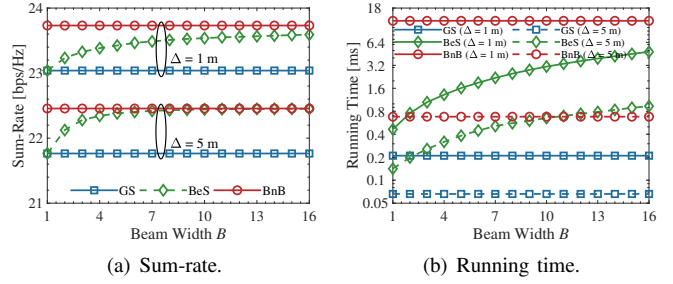 24
23
22
21
Sum-Rate [bps/Hz]
Δ = 1 m
Δ = 5 m
GS BeS BnB
1 4 7 10 13 16
Beam Width B
(a) Sum-rate.
18
6.4
3.2
1.6
0.8
0.4
0.2
0.1
0.05
Running Time [ms]
GS (Δ = 1 m) GS (Δ = 5 m)
BeS (Δ = 1 m) BeS (Δ = 5 m)
BnB (Δ = 1 m) BnB (Δ = 5 m)
1 4 7 10 13 16
Beam Width B
(b) Running time.